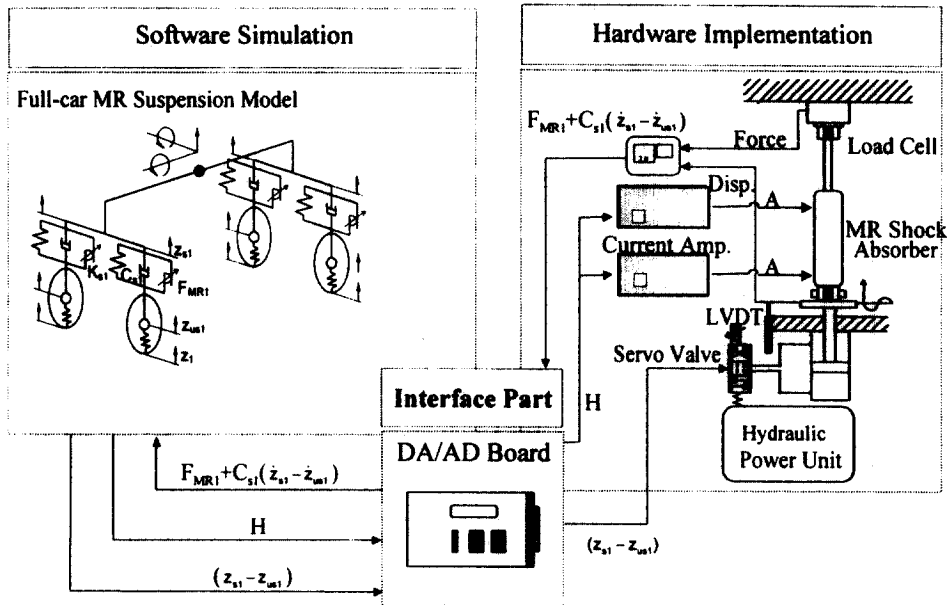 Software Simulation
Hardware Implementation
Full-car MR Suspension Model
F_MR1+C_s1(ż_s1−ż_us1)
Force
Load Cell
Disp.
A
MR Shock
Absorber
Current Amp.
A
z_s1
K_s1
C_s1
F_MR1
z_us1
z_1
LVDT
Servo Valve
Interface Part
H
DA/AD Board
Hydraulic
Power Unit
F_MR1+C_s1(ż_s1−ż_us1)
H
(z_s1−z_us1)
(z_s1−z_us1)